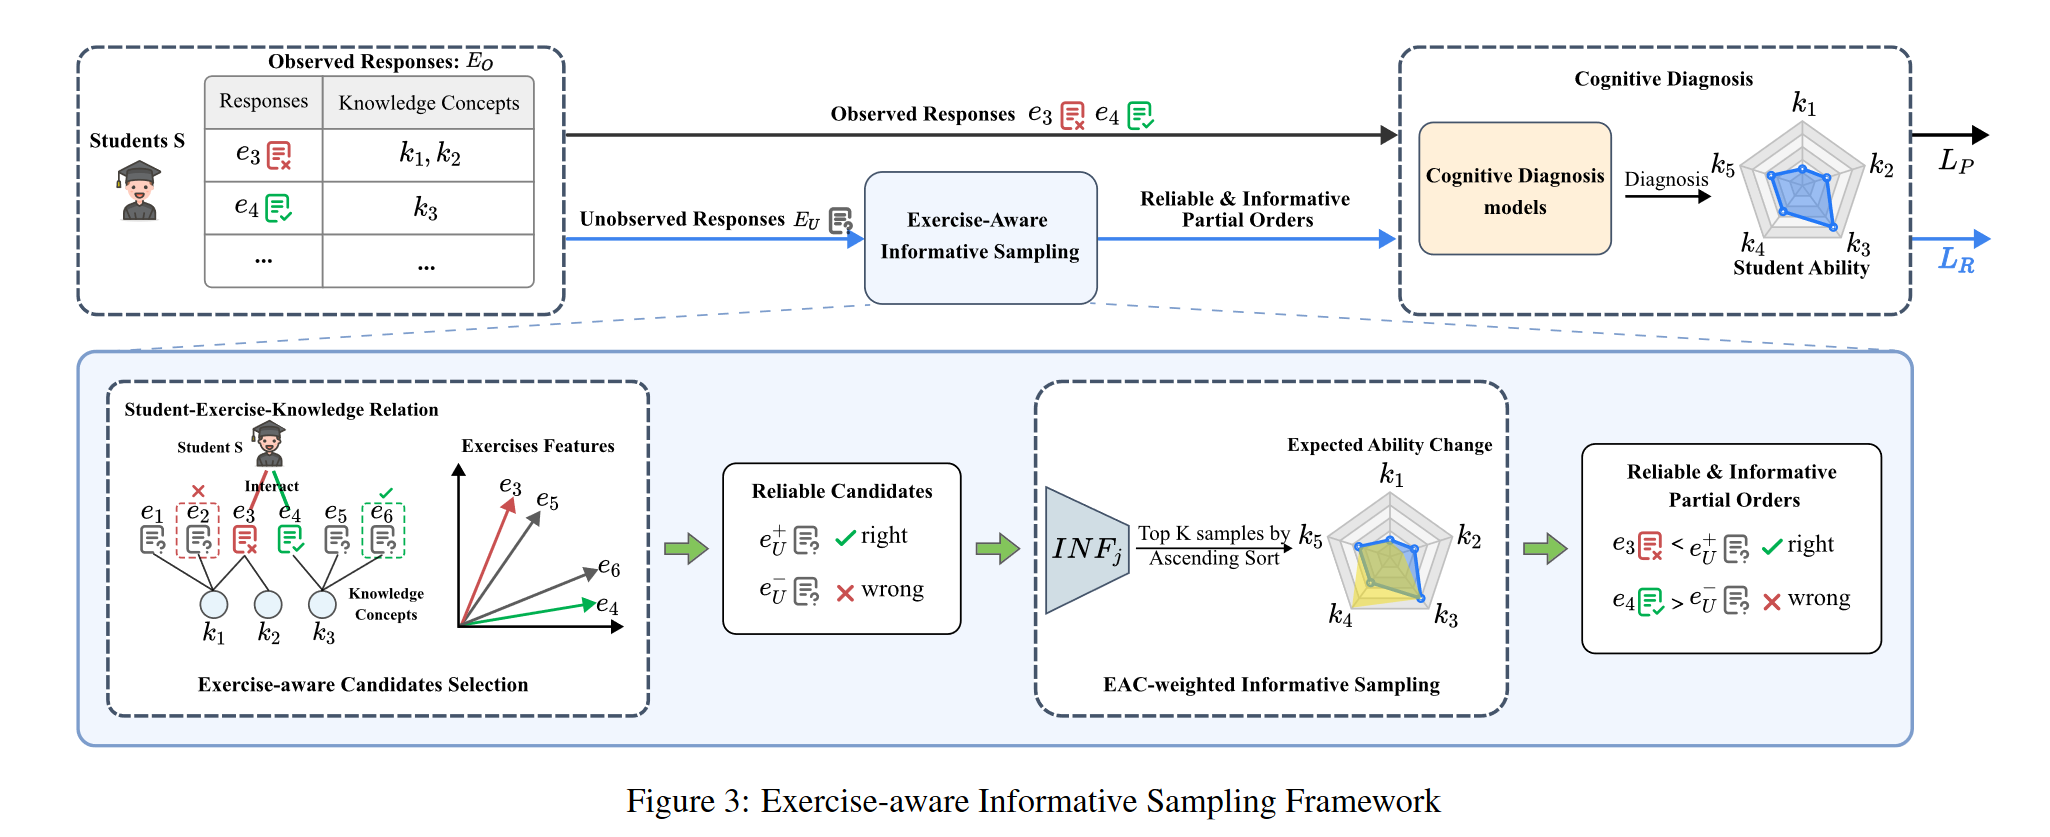 Observed Responses: E_O
Students S
Responses Knowledge Concepts
e_3 k_1, k_2
e_4 k_3
... ...
Observed Responses e_3 e_4
Unobserved Responses E_U
Exercise-Aware
Informative Sampling
Reliable & Informative
Partial Orders
Cognitive Diagnosis
Cognitive Diagnosis
models
Diagnosis
k_1
k_2
k_3
k_4
k_5
Student Ability
L_P
L_R
Student-Exercise-Knowledge Relation
Student S
Interact
e_1 e_2 e_3 e_4 e_5 e_6
k_1 k_2 k_3
Knowledge
Concepts
Exercises Features
e_3
e_5
e_6
e_4
Exercise-aware Candidates Selection
Reliable Candidates
e_U^+ right
e_U^- wrong
INF_j
Top K samples by
Ascending Sort
Expected Ability Change
k_1
k_2
k_3
k_4
k_5
EAC-weighted Informative Sampling
Reliable & Informative
Partial Orders
e_3 < e_U^+ right
e_4 > e_U^- wrong
Figure 3: Exercise-aware Informative Sampling Framework